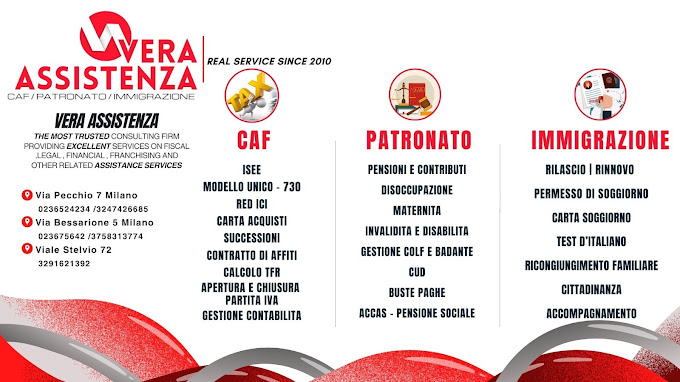 VERA
ASSISTENZA
CAF / PATRONATO / IMMIGRAZIONE
REAL SERVICE SINCE 2010
VERA ASSISTENZA
THE MOST TRUSTED CONSULTING FIRM
PROVIDING EXCELLENT SERVICES ON FISCAL
,LEGAL , FINANCIAL , FRANCHISING AND
OTHER RELATED ASSISTANCE SERVICES
Via Pecchio 7 Milano
0236524234 /3247426685
Via Bessarione 5 Milano
023675642 /3758313774
Viale Stelvio 72
3291621392
TAX
CAF
ISEE
MODELLO UNICO - 730
RED ICI
CARTA ACQUISTI
SUCCESSIONI
CONTRATTO DI AFFITI
CALCOLO TFR
APERTURA E CHIUSURA
PARTITA IVA
GESTIONE CONTABILITA
PATRONATO
PENSIONI E CONTRIBUTI
DISOCCUPAZIONE
MATERNITA
INVALIDITA E DISABILITA
GESTIONE COLF E BADANTE
CUD
BUSTE PAGHE
ACCAS - PENSIONE SOCIALE
IMMIGRAZIONE
RILASCIO | RINNOVO
PERMESSO DI SOGGIORNO
CARTA SOGGIORNO
TEST D'ITALIANO
RICONGIUNGIMENTO FAMILIARE
CITTADINANZA
ACCOMPAGNAMENTO